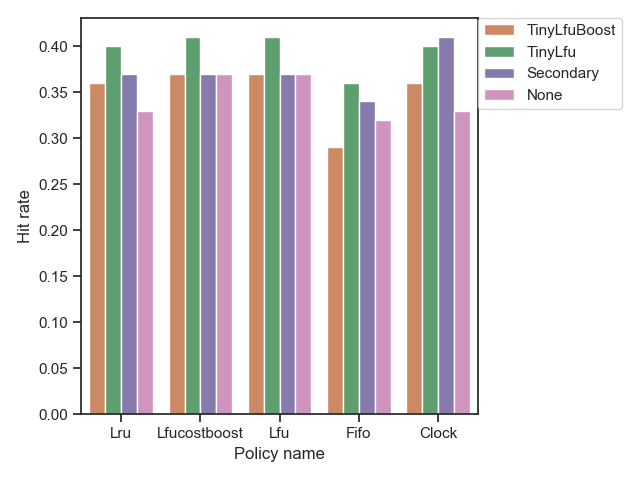 TinyLfuBoost
TinyLfu
Secondary
None
Hit rate
0.40
0.35
0.30
0.25
0.20
0.15
0.10
0.05
0.00
Lru Lfucostboost Lfu Fifo Clock
Policy name